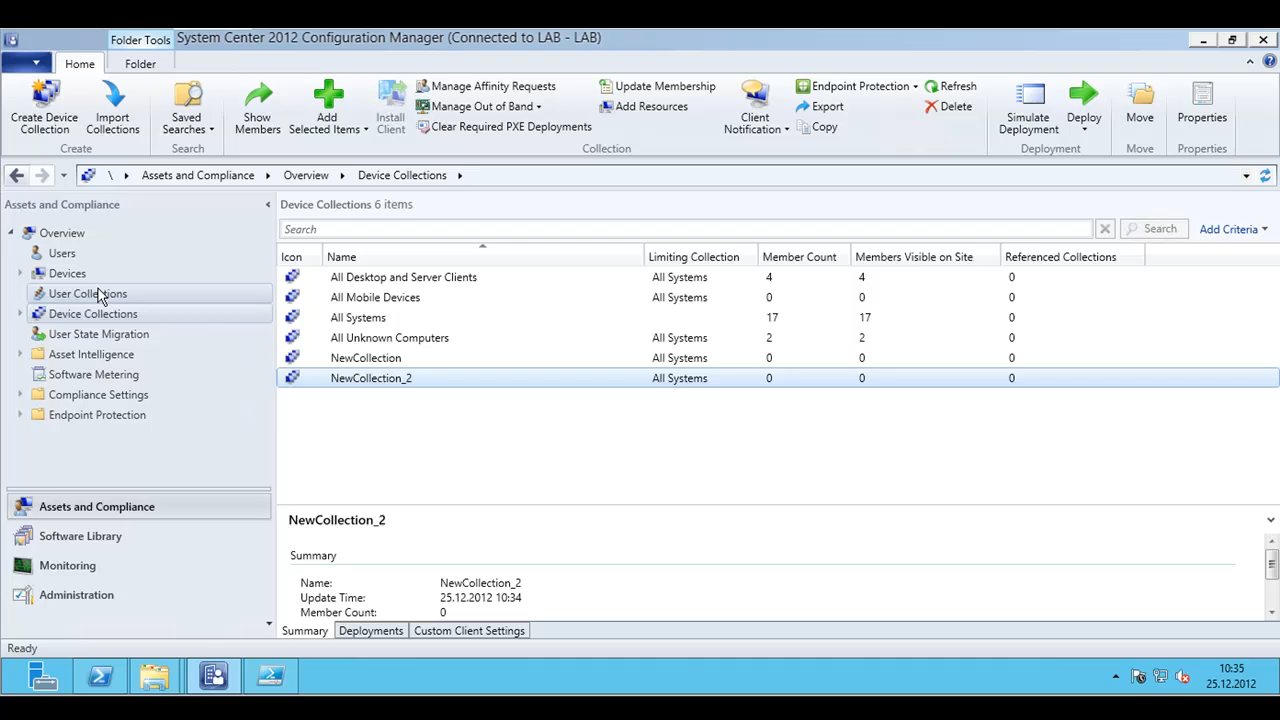 Folder Tools System Center 2012 Configuration Manager (Connected to LAB - LAB)
Home Folder
Create Device Collection
Import Collections
Create
Saved Searches
Search
Show Members
Add Selected Items
Install Client
Manage Affinity Requests
Manage Out of Band
Clear Required PXE Deployments
Update Membership
Add Resources
Client Notification
Endpoint Protection
Export
Copy
Refresh
Delete
Collection
Simulate Deployment
Deploy
Deployment
Move
Move
Properties
Properties
\ Assets and Compliance Overview Device Collections
Assets and Compliance
Overview
Users
Devices
User Collections
Device Collections
User State Migration
Asset Intelligence
Software Metering
Compliance Settings
Endpoint Protection
Assets and Compliance
Software Library
Monitoring
Administration
Device Collections 6 items
Search Search Add Criteria
Icon Name Limiting Collection Member Count Members Visible on Site Referenced Collections
All Desktop and Server Clients All Systems 4 4 0
All Mobile Devices All Systems 0 0 0
All Systems 17 17 0
All Unknown Computers All Systems 2 2 0
NewCollection All Systems 0 0 0
NewCollection_2 All Systems 0 0 0
NewCollection_2
Summary
Name: NewCollection_2
Update Time: 25.12.2012 10:34
Member Count: 0
Summary Deployments Custom Client Settings
Ready
10:35
25.12.2012